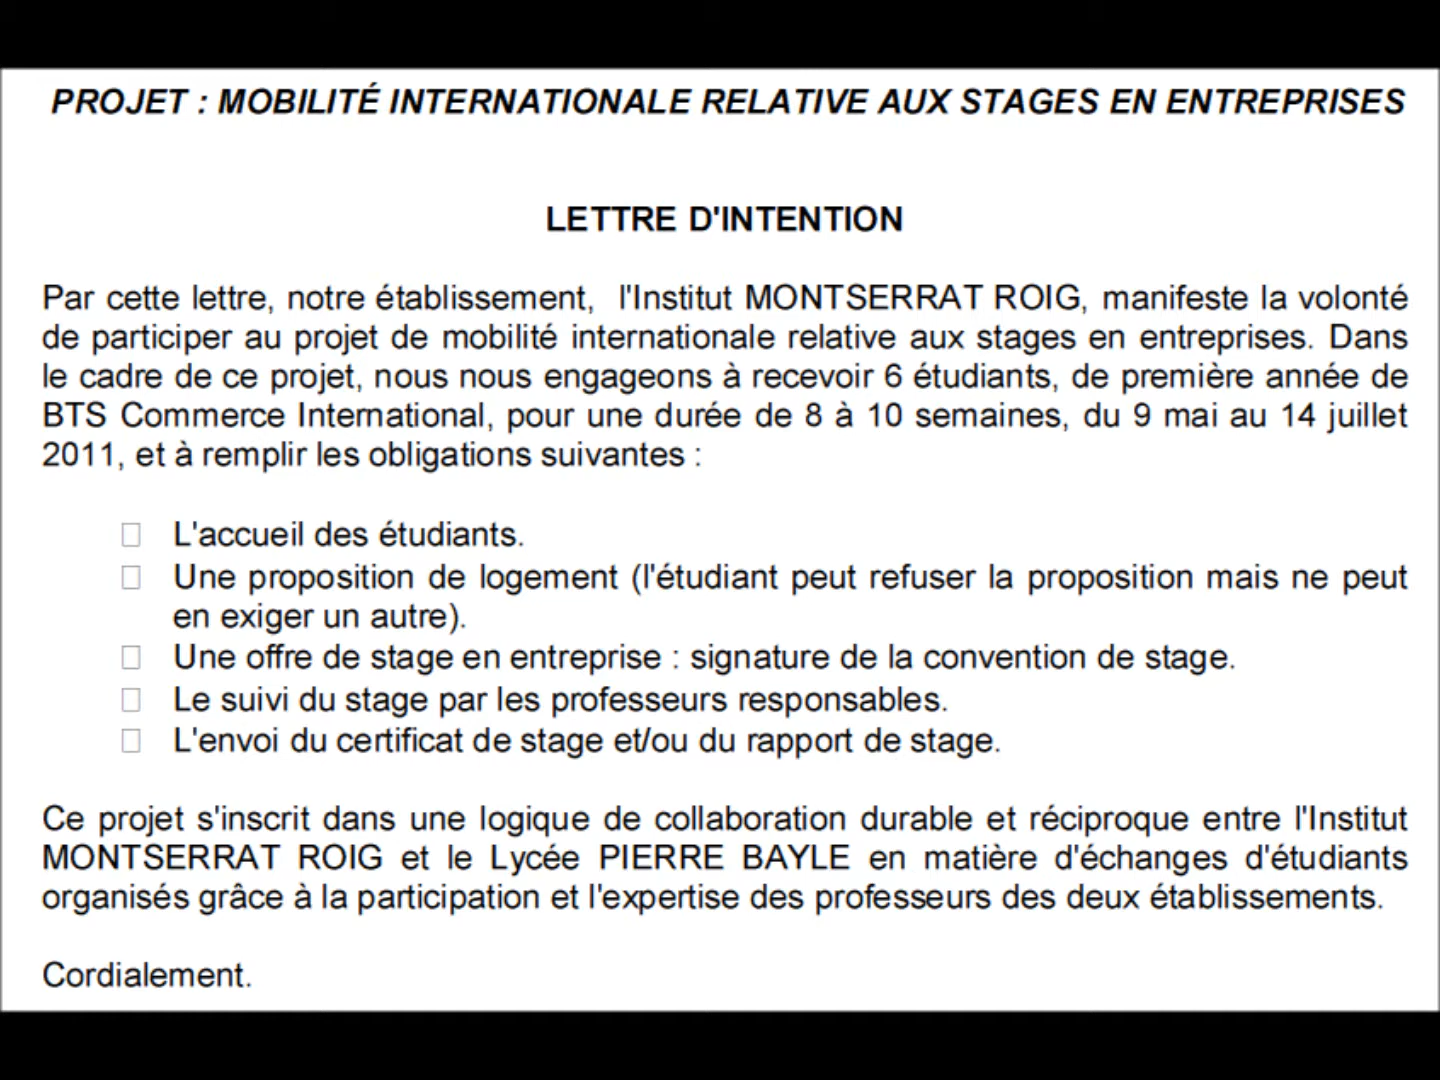 PROJET : MOBILITÉ INTERNATIONALE RELATIVE AUX STAGES EN ENTREPRISES
LETTRE D'INTENTION
Par cette lettre, notre établissement, l'Institut MONTSERRAT ROIG, manifeste la volonté
de participer au projet de mobilité internationale relative aux stages en entreprises. Dans
le cadre de ce projet, nous nous engageons à recevoir 6 étudiants, de première année de
BTS Commerce International, pour une durée de 8 à 10 semaines, du 9 mai au 14 juillet
2011, et à remplir les obligations suivantes :
L'accueil des étudiants.
Une proposition de logement (l'étudiant peut refuser la proposition mais ne peut
en exiger un autre).
Une offre de stage en entreprise : signature de la convention de stage.
Le suivi du stage par les professeurs responsables.
L'envoi du certificat de stage et/ou du rapport de stage.
Ce projet s'inscrit dans une logique de collaboration durable et réciproque entre l'Institut
MONTSERRAT ROIG et le Lycée PIERRE BAYLE en matière d'échanges d'étudiants
organisés grâce à la participation et l'expertise des professeurs des deux établissements.
Cordialement.